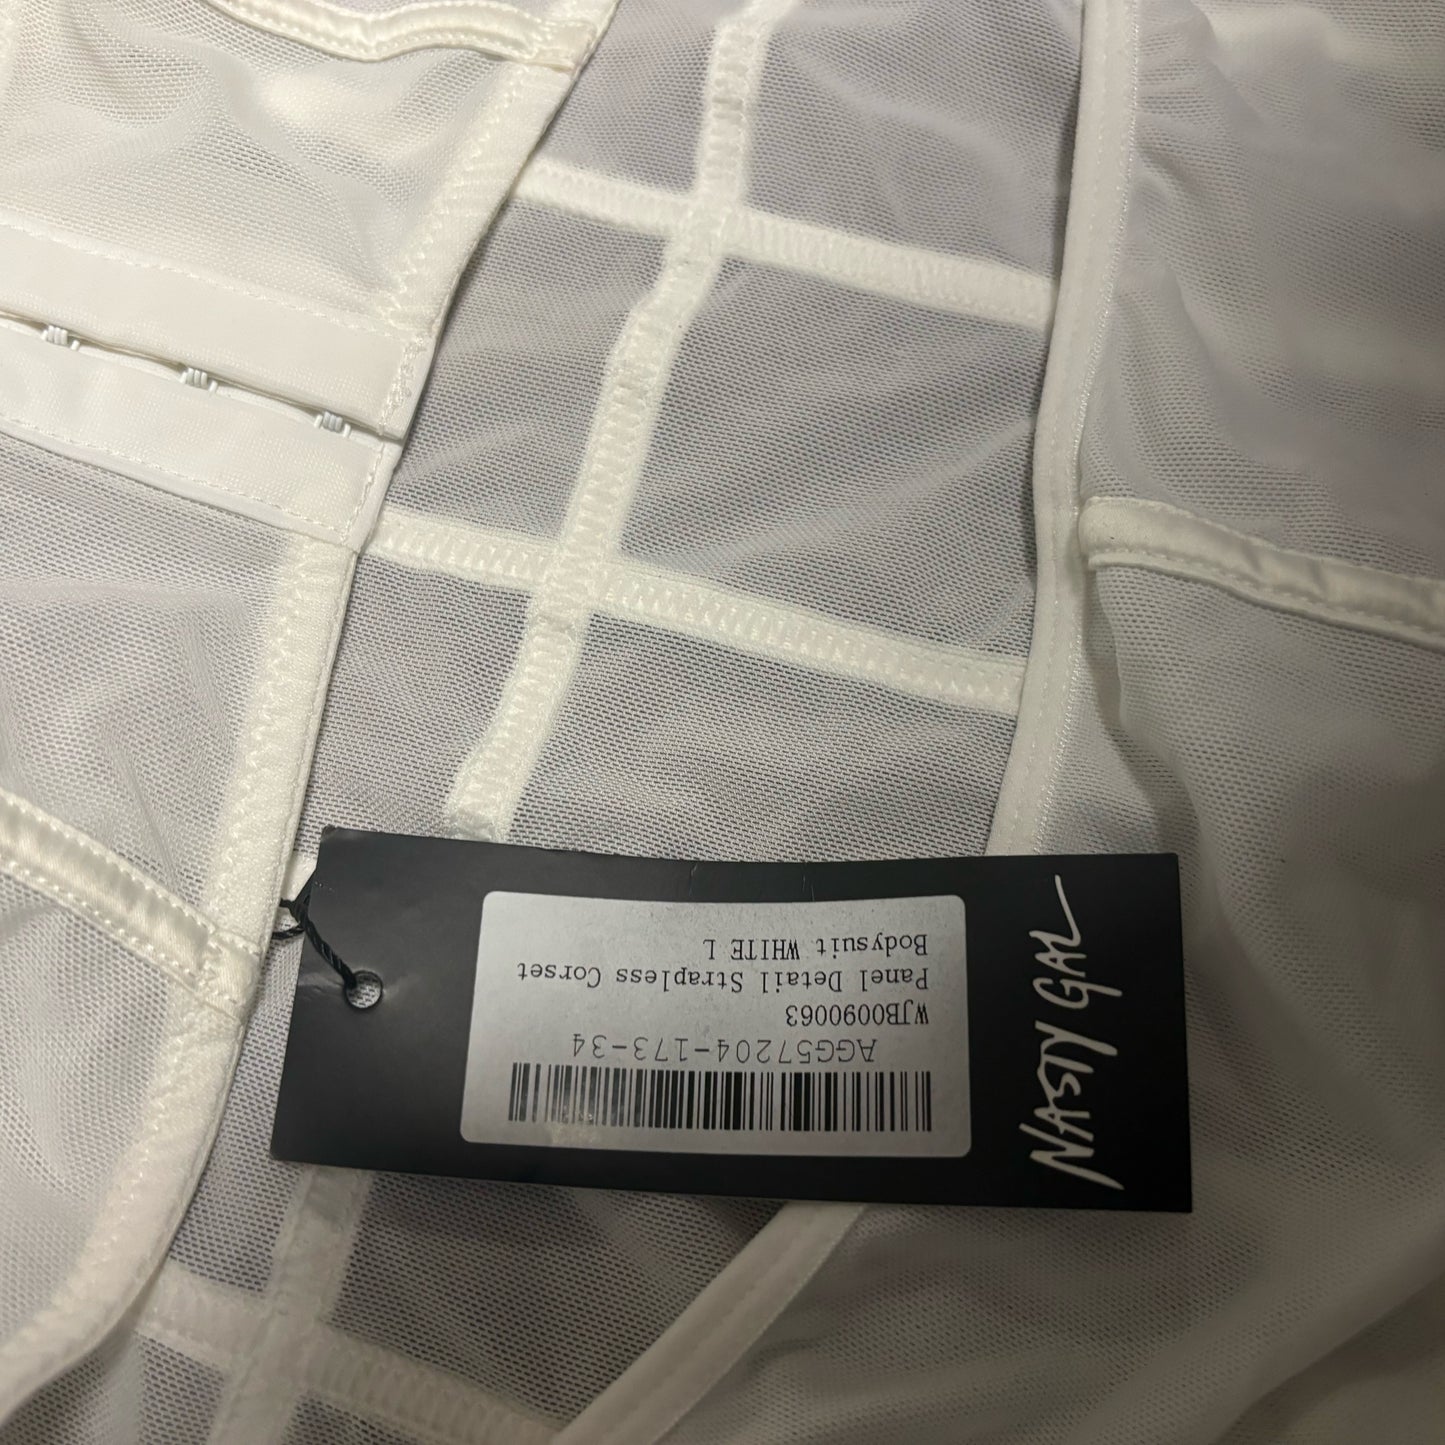 NASTY GAL
AGG57204-173-34
WJB0090063
Panel Detail Strapless Corset
Bodysuit WHITE L